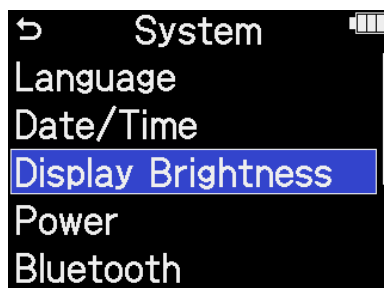 System
Language
Date/Time
Display Brightness
Power
Bluetooth